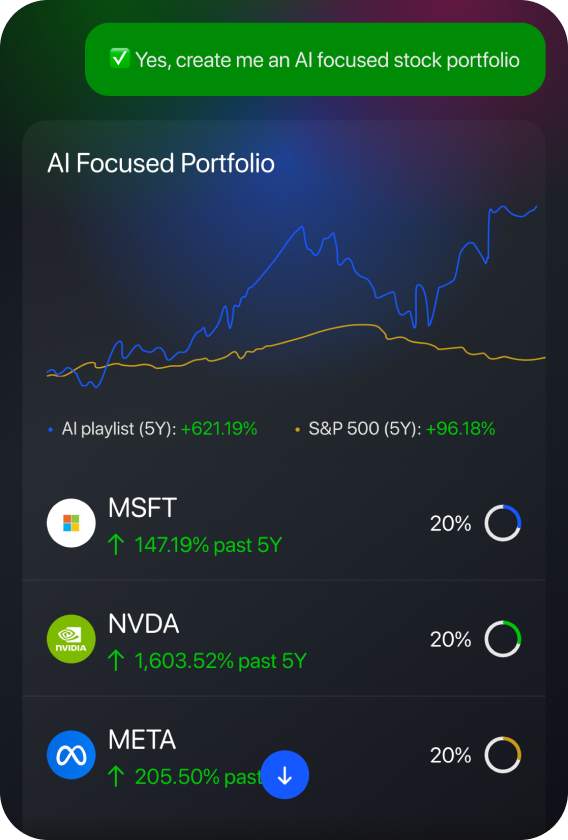 ✅ Yes, create me an AI focused stock portfolio
AI Focused Portfolio
• AI playlist (5Y): +621.19% • S&P 500 (5Y): +96.18%
MSFT
↑ 147.19% past 5Y
20%
NVIDIA
NVDA
↑ 1,603.52% past 5Y
20%
META
↑ 205.50% past
20%